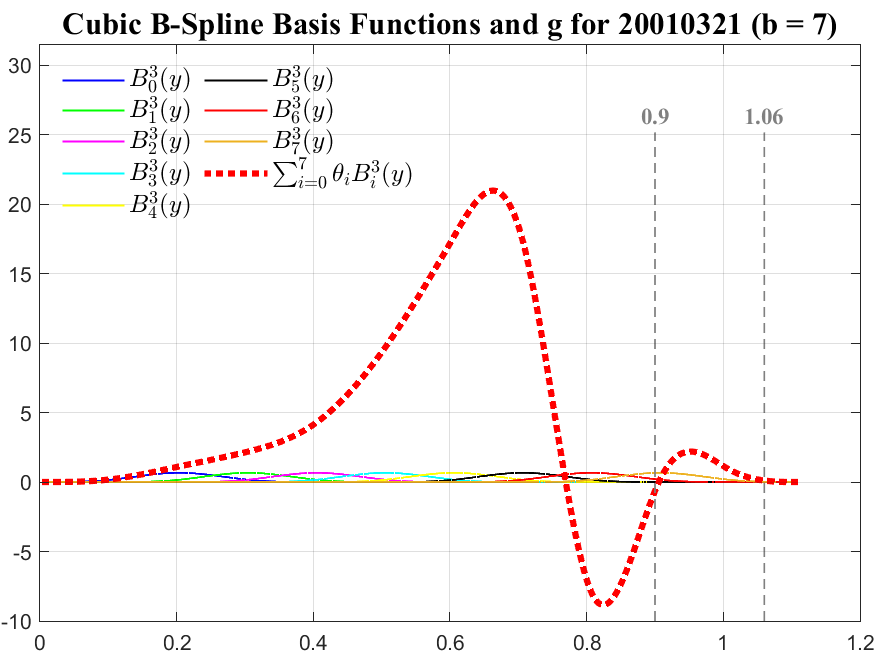 Cubic B-Spline Basis Functions and g for 20010321 (b = 7)
30
25
20
15
10
5
0
-5
-10
0 0.2 0.4 0.6 0.8 1 1.2
B_0^3(y)
B_1^3(y)
B_2^3(y)
B_3^3(y)
B_4^3(y)
B_5^3(y)
B_6^3(y)
B_7^3(y)
∑_{i=0}^7 θ_i B_i^3(y)
0.9
1.06